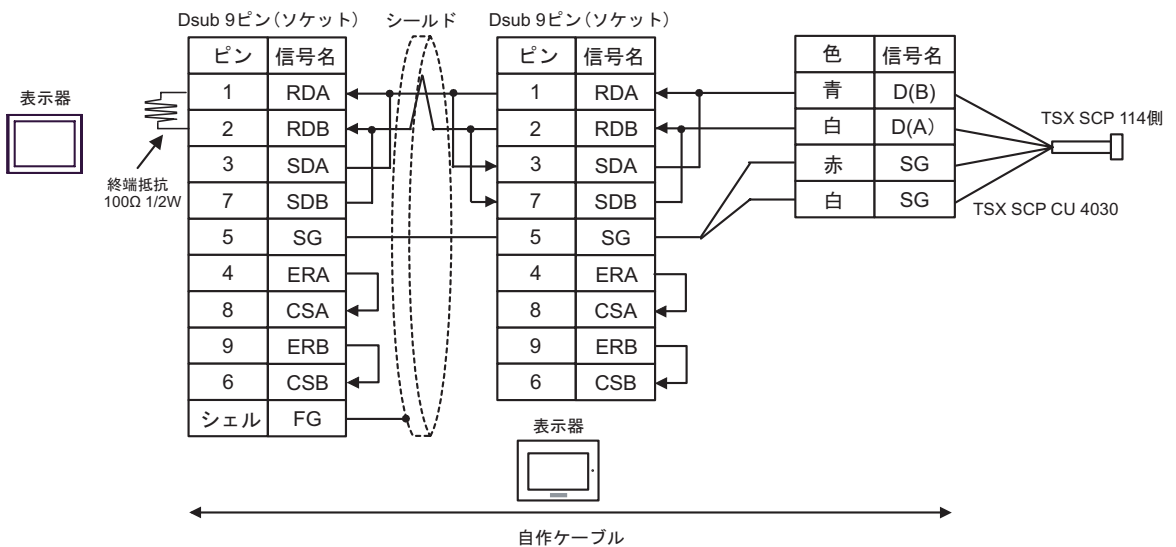 Dsub 9ピン(ソケット) シールド Dsub 9ピン(ソケット)
表示器
ピン 信号名
1 RDA
2 RDB
3 SDA
7 SDB
5 SG
4 ERA
8 CSA
9 ERB
6 CSB
シェル FG
終端抵抗
100Ω 1/2W
ピン 信号名
1 RDA
2 RDB
3 SDA
7 SDB
5 SG
4 ERA
8 CSA
9 ERB
6 CSB
表示器
色 信号名
青 D(B)
白 D(A)
赤 SG
白 SG
TSX SCP 114側
TSX SCP CU 4030
自作ケーブル